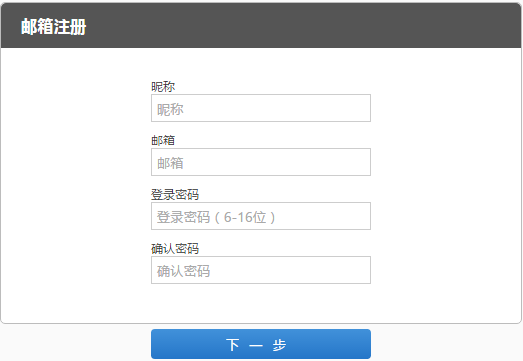 邮箱注册
昵称
昵称
邮箱
邮箱
登录密码
登录密码（6-16位）
确认密码
确认密码
下 一 步